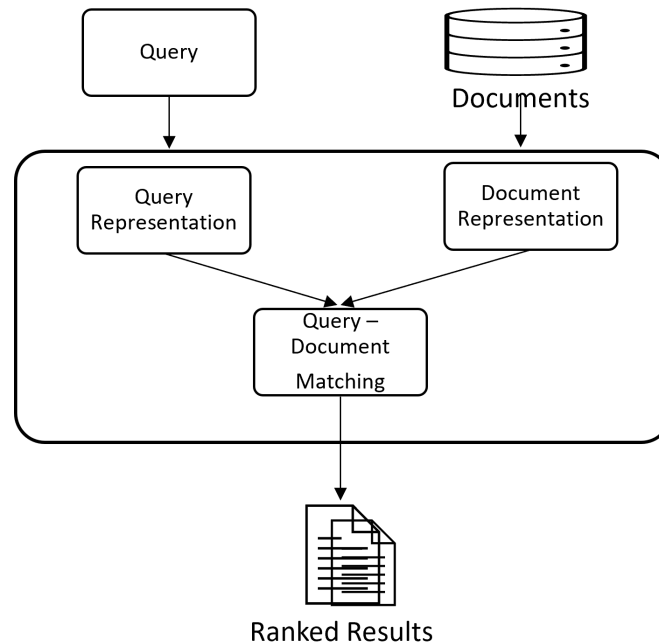 Query
Documents
Query
Representation
Document
Representation
Query –
Document
Matching
Ranked Results